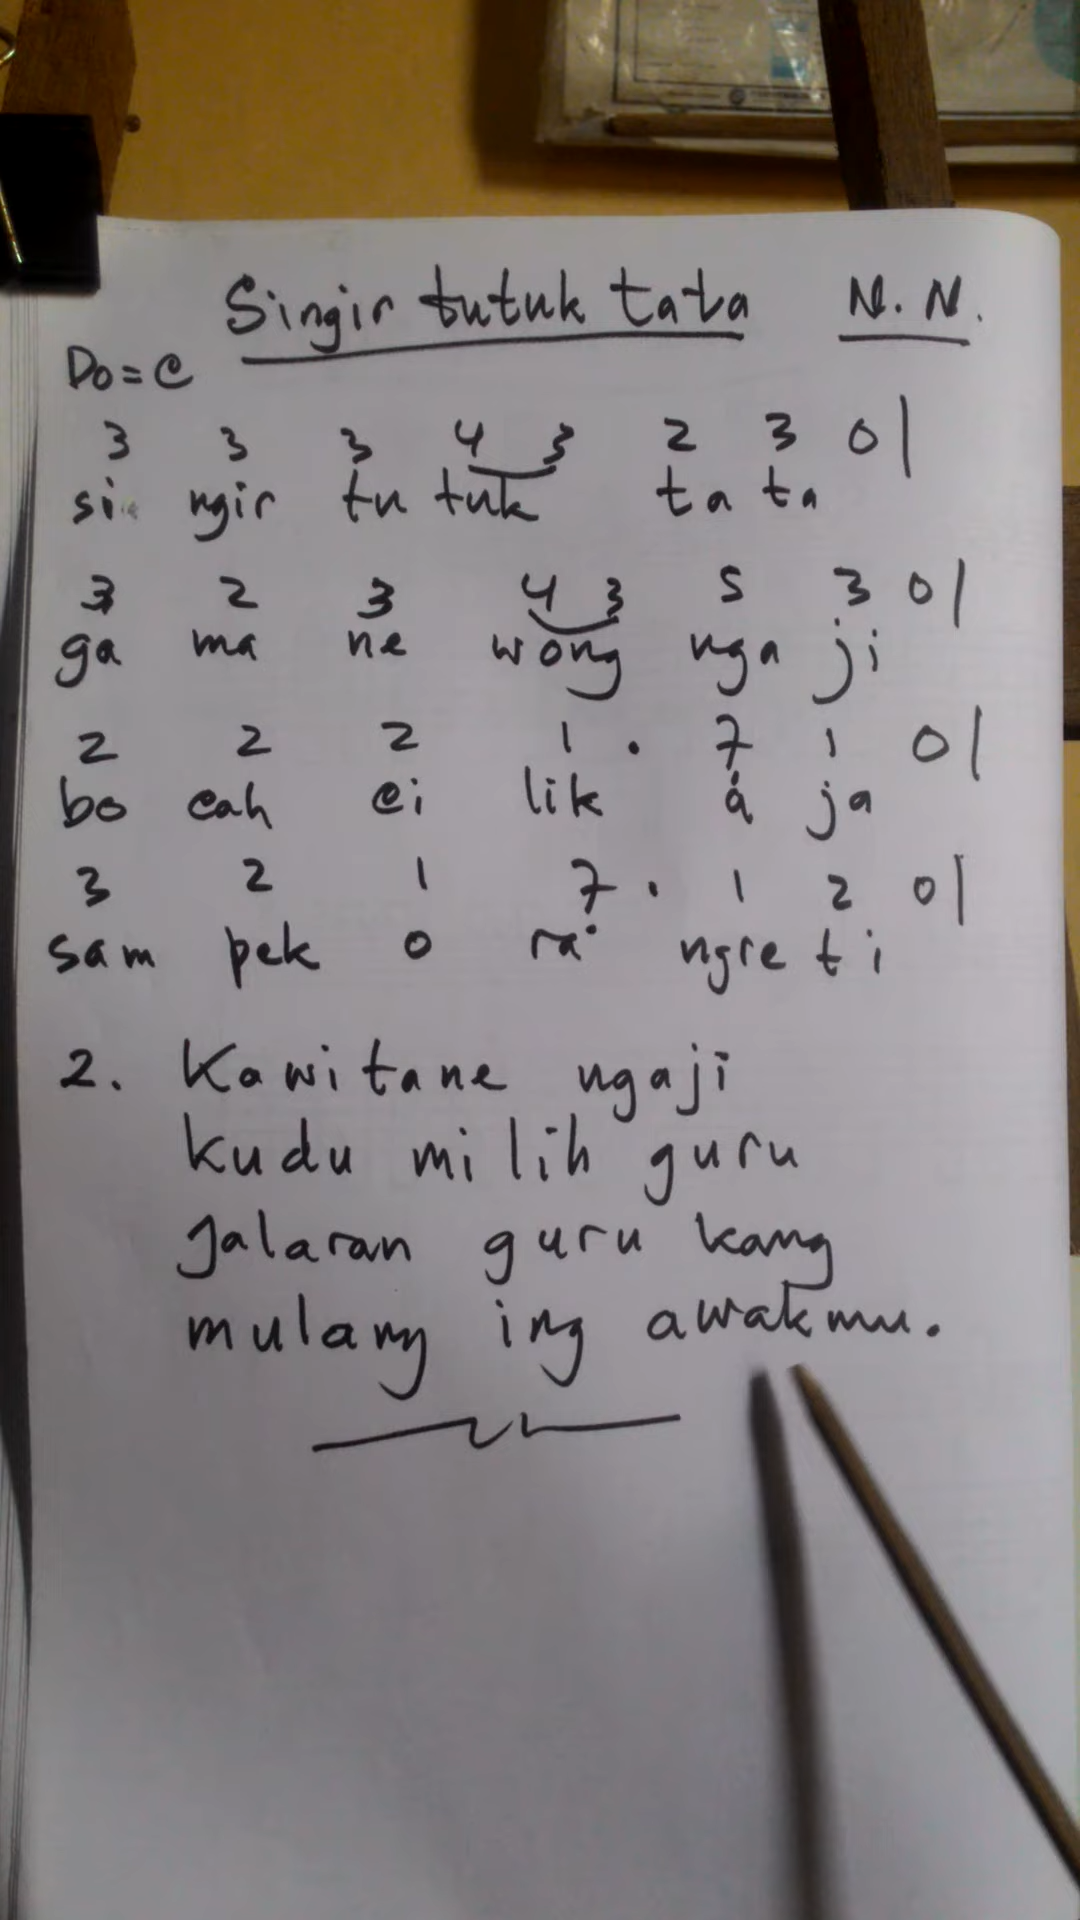 Singir tutuk tata N. N.
Do = C
3 3 3 4 3 2 3 0 |
si ngir tu tuk ta ta
3 2 3 4 3 5 3 0 |
ga ma ne wong nga ji
2 2 2 1 . 7 1 0 |
bo cah ci lik å ja
3 2 1 7 . 1 2 0 |
sam pek o ra ngre ti
2. Kawitane ngaji
kudu milih guru
Jalaran guru kang
mulang ing awakmu.